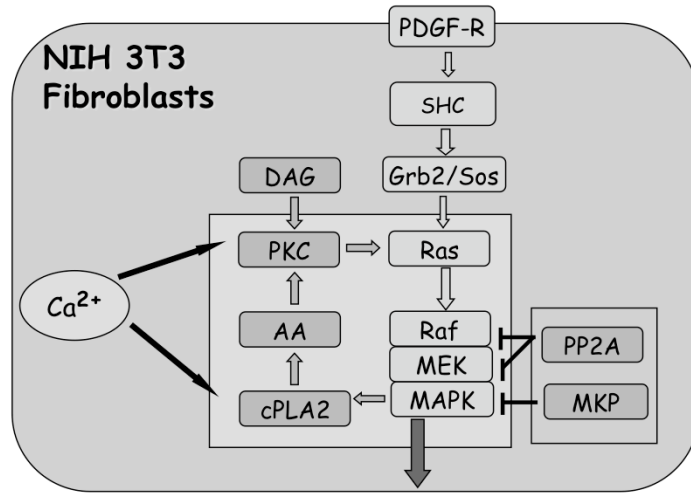 PDGF-R
NIH 3T3
Fibroblasts
SHC
DAG
Grb2/Sos
PKC
Ras
Ca²⁺
AA
Raf
PP2A
MEK
cPLA2
MAPK
MKP